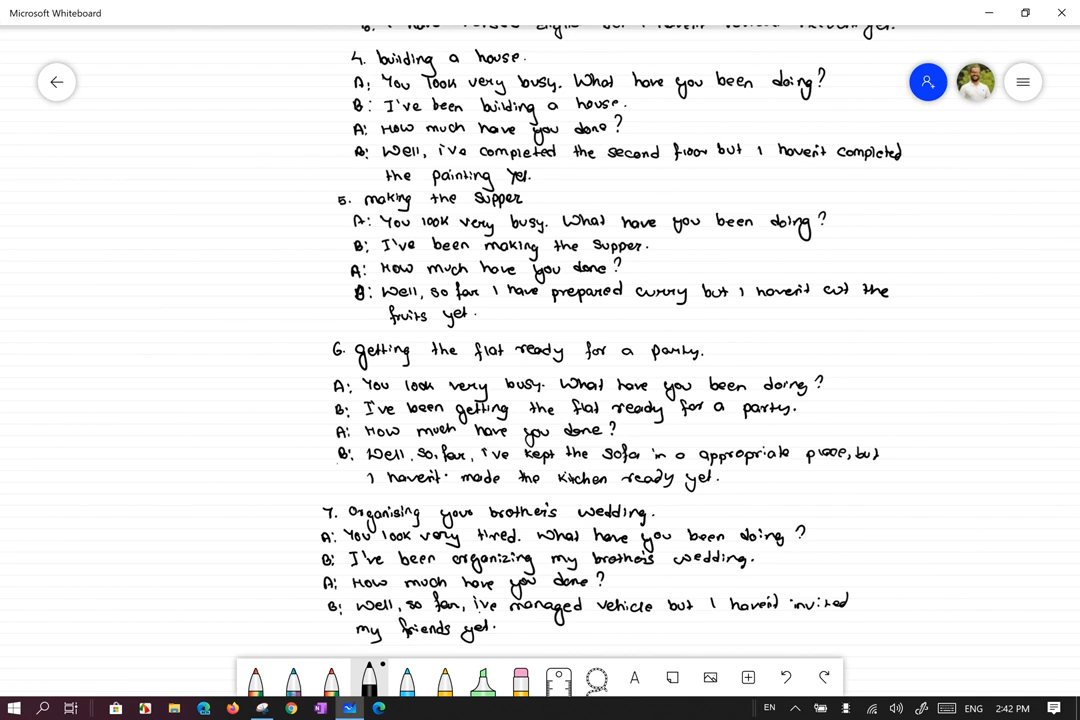 Microsoft Whiteboard
4. building a house.
A: You look very busy. What have you been doing?
B: I've been building a house.
A: How much have you done?
B: Well, i've completed the second floor but I haven't completed
the painting yet.
5. making the supper
A: You look very busy. What have you been doing?
B: I've been making the supper.
A: How much have you done?
B: Well, so far I have prepared curry but I haven't cut the
fruits yet.
6. getting the flat ready for a party.
A: You look very busy. What have you been doing?
B: I've been getting the flat ready for a party.
A: How much have you done?
B: Well, so, far, i've kept the sofa in a appropriate place, but
I haven't made the kitchen ready yet.
7. Organising your brother's wedding.
A: You look very tired. What have you been doing?
B: I've been organizing my brother's wedding.
A: How much have you done?
B: Well, so far, i've managed vehicle but I haven't invited
my friends yet.
A
EN ENG 2:42 PM